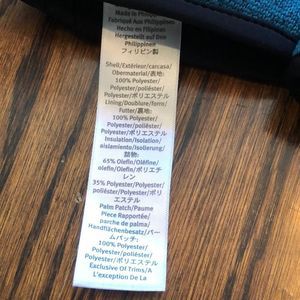 Made in Philippines
Fabriqué Aux Philippines
Hecho en Filipinas
Hergestellt auf Den
Philippinen
フィリピン製
Shell/Extérieur/carcasa/
Obermaterial/表地:
100% Polyester/
Polyester/poliéster/
Polyester/ポリエステル
Lining/Doublure/forro/
Futter/裏地:
100% Polyester/
Polyester/poliéster/
Polyester/ポリエステル
Insulation/Isolation/
aislamiento/Isolierung/
詰物:
65% Olefin/Oléfine/
olefin/Olefin/ポリエチ
レン
35% Polyester/Polyester/
poliéster/Polyester/ポリ
エステル
Palm Patch/Paume
Piece Rapportée/
parche de palma/
Handflächenbesatz/パー
ムパッチ:
100% Polyester/
Polyester/poliéster/
Polyester/ポリエステル
Exclusive Of Trims/A
L'exception De La